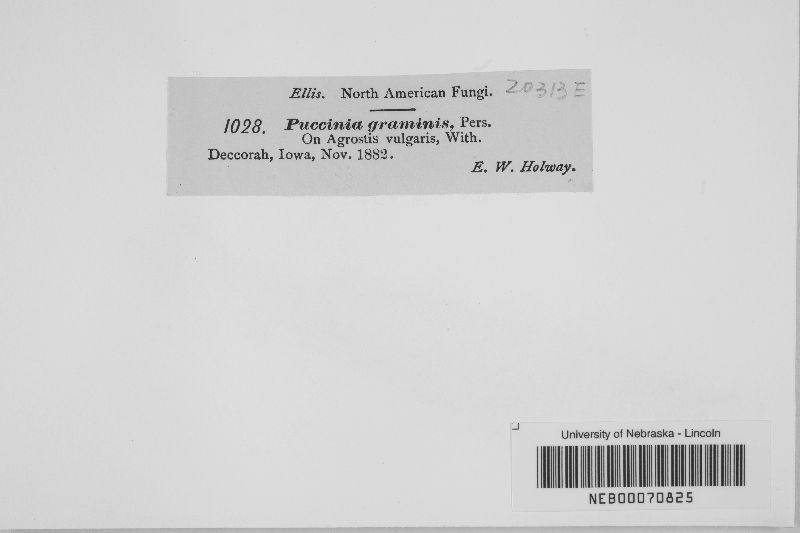 Ellis. North American Fungi. 20313E
1028. Puccinia graminis, Pers.
On Agrostis vulgaris, With.
Deccorah, Iowa, Nov. 1882.
E. W. Holway.
University of Nebraska - Lincoln
NEB00070825